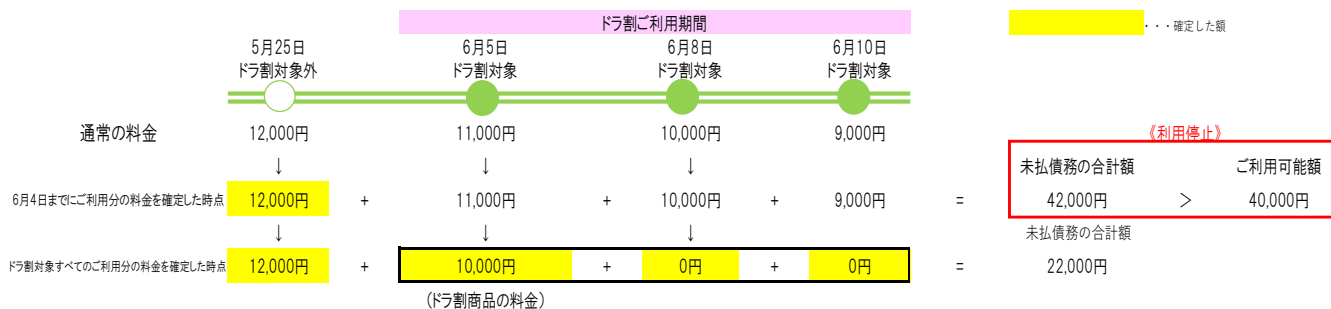 ドラ割ご利用期間
・・・確定した額
5月25日 6月5日 6月8日 6月10日
ドラ割対象外 ドラ割対象 ドラ割対象 ドラ割対象
通常の料金 12,000円 11,000円 10,000円 9,000円
《利用停止》
↓ ↓ ↓
未払債務の合計額 ご利用可能額
6月4日までにご利用分の料金を確定した時点 12,000円 + 11,000円 + 10,000円 + 9,000円 = 42,000円 > 40,000円
↓ ↓ ↓
未払債務の合計額
ドラ割対象すべてのご利用分の料金を確定した時点 12,000円 + 10,000円 + 0円 + 0円 = 22,000円
(ドラ割商品の料金)